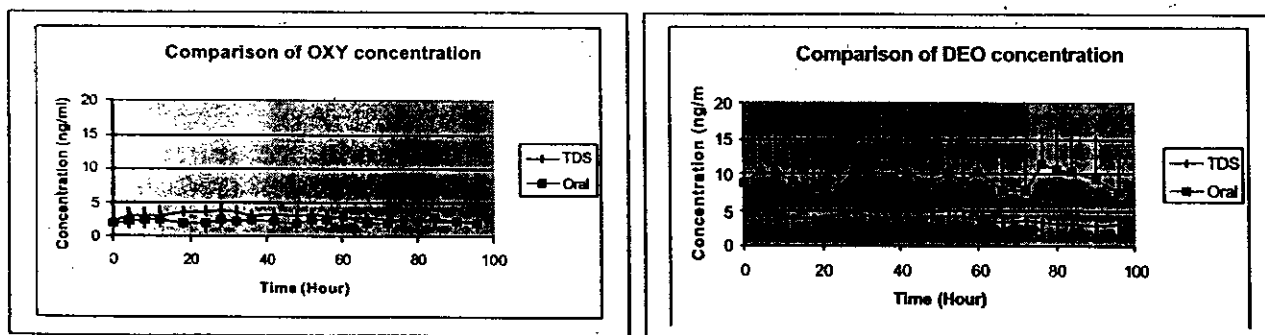 Comparison of OXY concentration
Concentration (ng/ml)
20
15
10
5
0
0 20 40 60 80 100
Time (Hour)
TDS
Oral
Comparison of DEO concentration
Concentration (ng/m
20
15
10
5
0
0 20 40 60 80 100
Time (Hour)
TDS
Oral